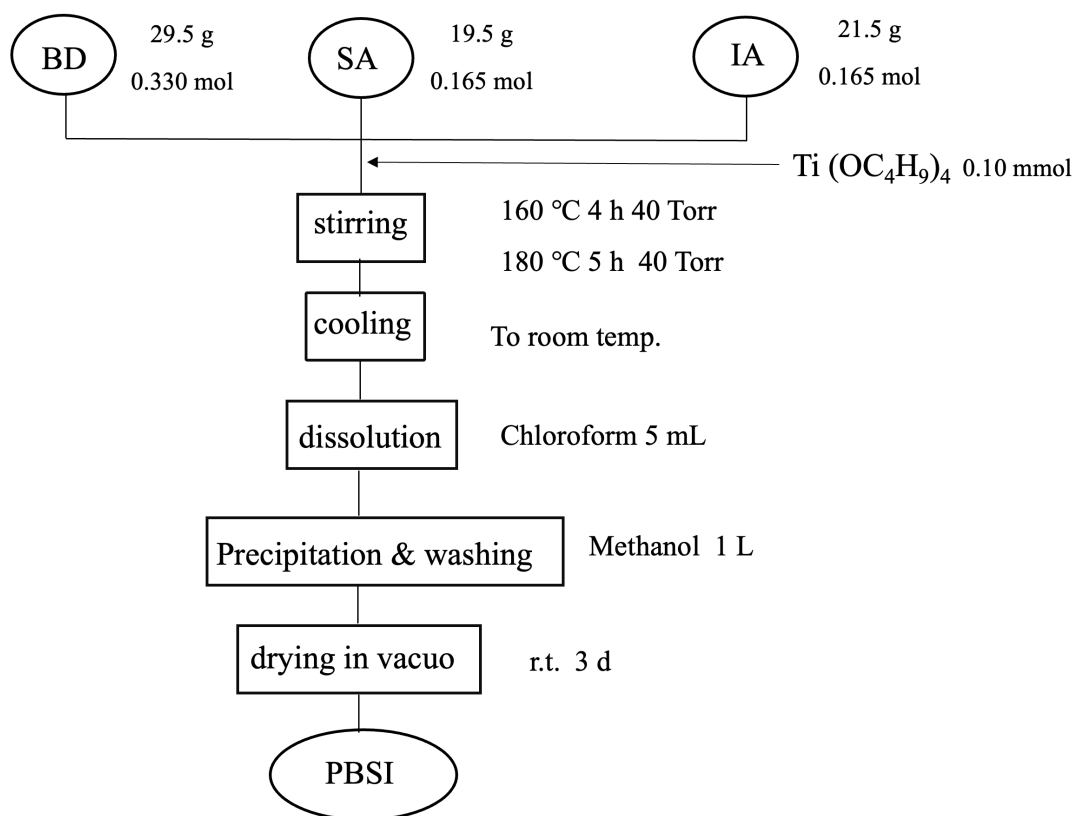 BD
29.5 g
0.330 mol
SA
19.5 g
0.165 mol
IA
21.5 g
0.165 mol
Ti (OC₄H₉)₄ 0.10 mmol
stirring
160 ℃ 4 h 40 Torr
180 ℃ 5 h 40 Torr
cooling
To room temp.
dissolution
Chloroform 5 mL
Precipitation & washing
Methanol 1 L
drying in vacuo
r.t. 3 d
PBSI